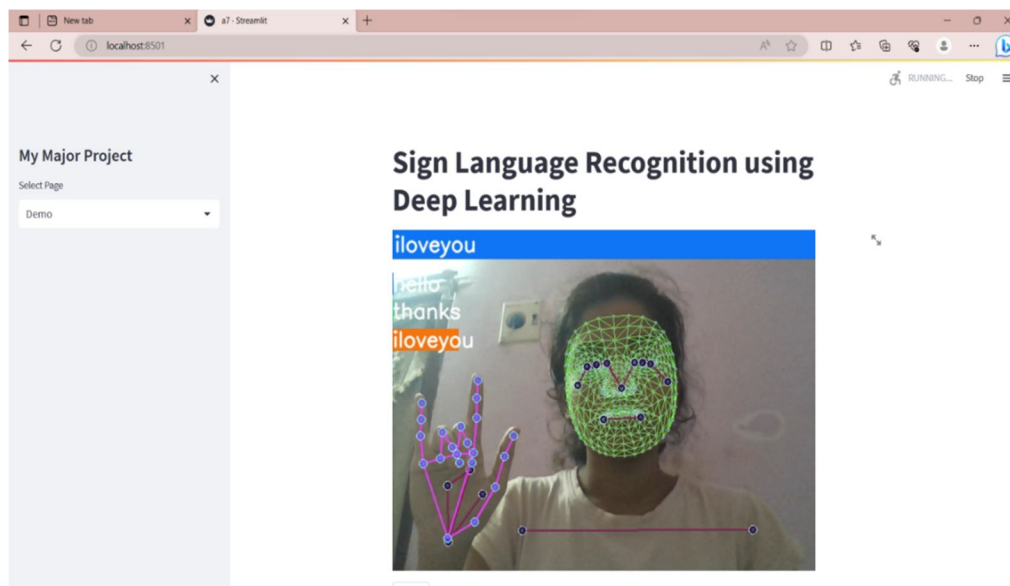 New tab
a7 · Streamlit
localhost:8501
RUNNING...
Stop
My Major Project
Select Page
Demo
Sign Language Recognition using
Deep Learning
iloveyou
hello
thanks
iloveyou